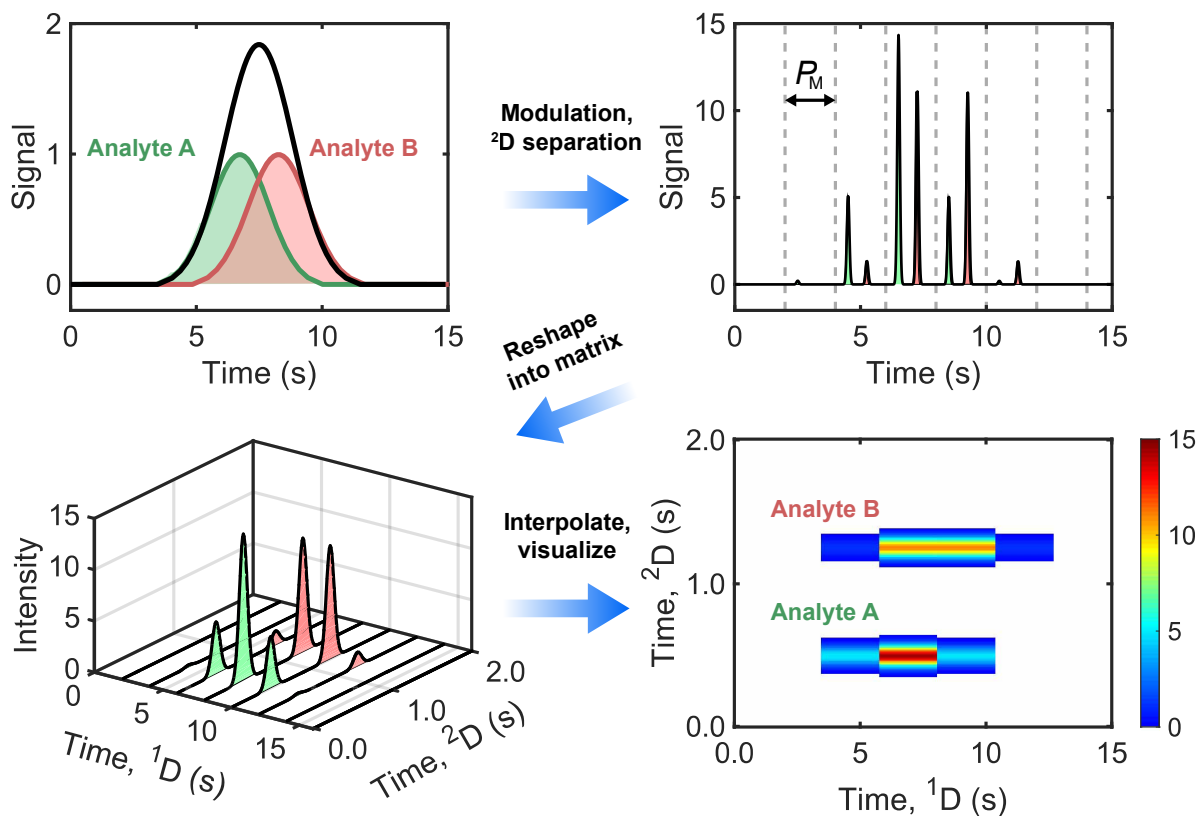 2
1
0
Signal
Analyte A
Analyte B
0
5
10
15
Time (s)
Modulation,
²D separation
15
10
5
0
Signal
P_M
0
5
10
15
Time (s)
Reshape
into matrix
15
10
5
0
Intensity
0
5
10
15
Time, ¹D (s)
0.0
1.0
2.0
Time, ²D (s)
Interpolate,
visualize
2.0
1.0
0.0
Time, ²D (s)
Analyte B
Analyte A
0.0
5
10
15
Time, ¹D (s)
15
10
5
0